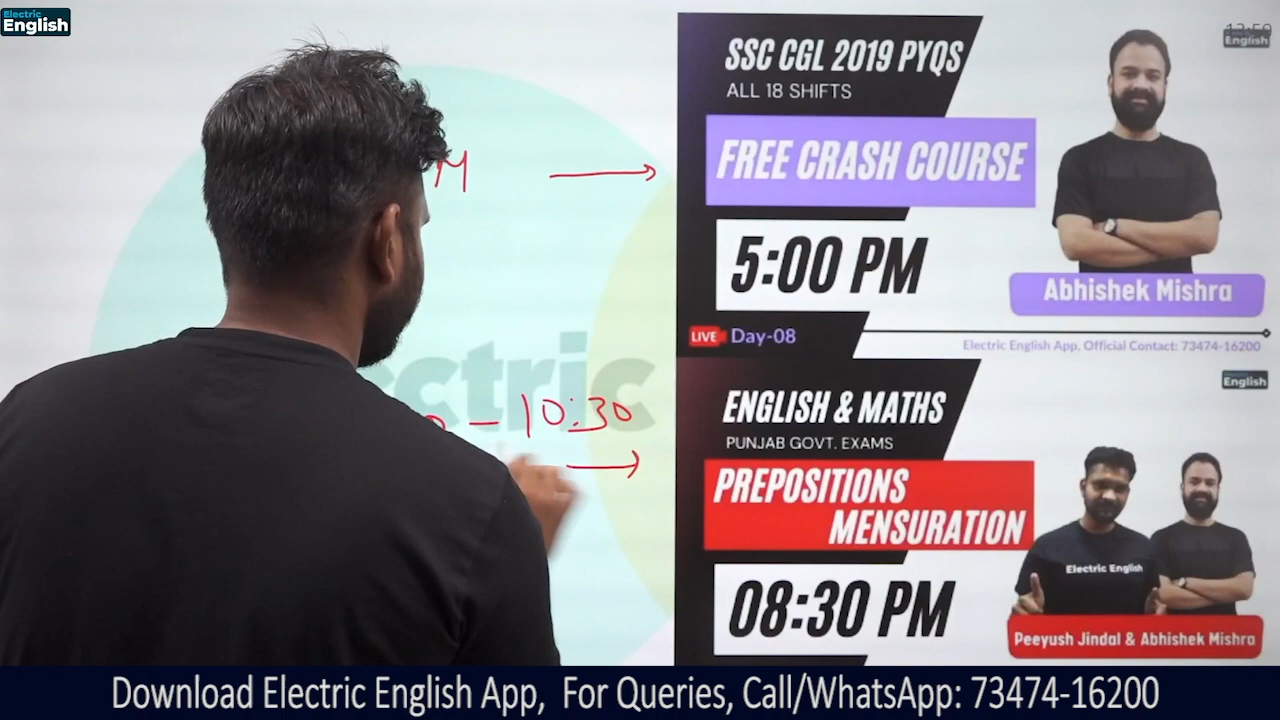 Electric
English
SSC CGL 2019 PYQS
ALL 18 SHIFTS
FREE CRASH COURSE
5:00 PM
Abhishek Mishra
LIVE Day-08
Electric English App, Official Contact: 73474-16200
M
English
- 10:30
English
ENGLISH & MATHS
PUNJAB GOVT. EXAMS
PREPOSITIONS
MENSURATION
Electric English
08:30 PM
Peeyush Jindal & Abhishek Mishra
Download Electric English App, For Queries, Call/WhatsApp: 73474-16200